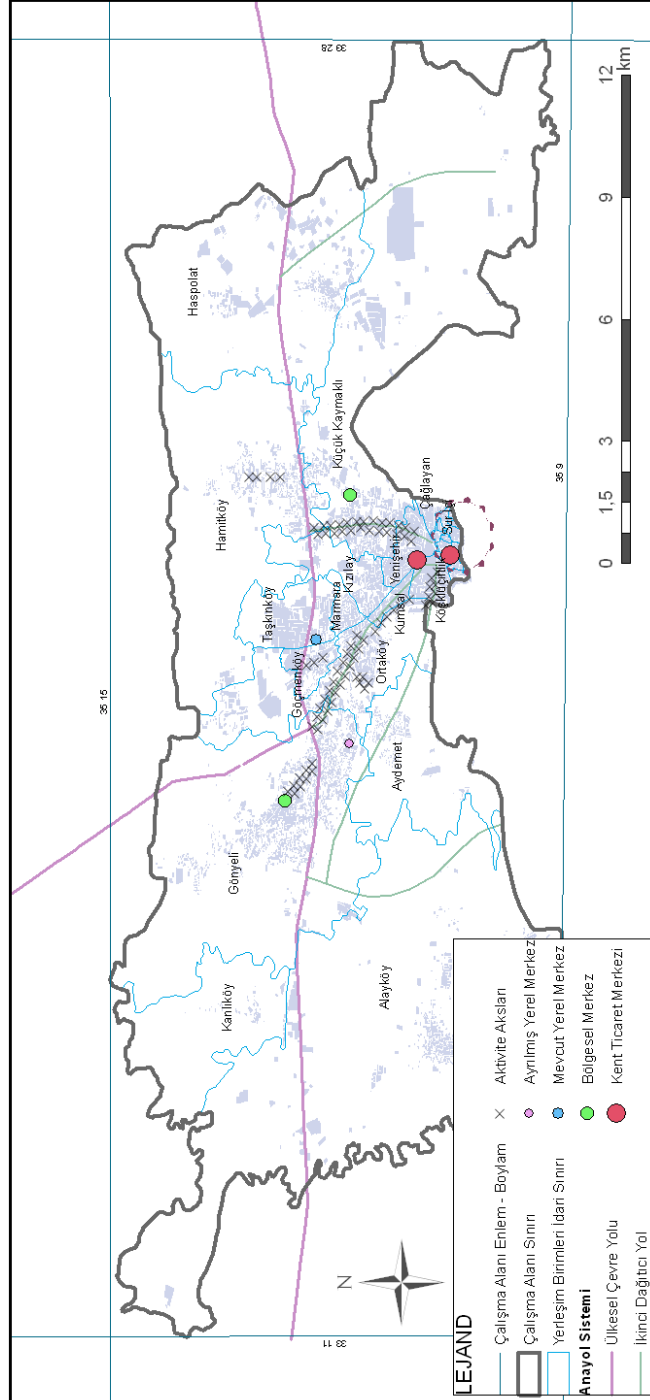 35 15
33 11
33 28
35 9
Haspolat
Hamitköy
Küçük Kaymaklı
Taşkınköy
Marmara
Kızılay
Çağlayan
Göçmenköy
Yenişehir
Kumsal
Köşklüçiftlik
Ortaköy
Aydemet
Gönyeli
Kanlıköy
Alayköy
N
LEJAND
Çalışma Alanı Enlem - Boylam
Çalışma Alanı Sınırı
Yerleşim Birimleri İdari Sınırı
Anayol Sistemi
Ülkesel Çevre Yolu
İkinci Dağıtıcı Yol
Aktivite Aksları
Ayrılmış Yerel Merkez
Mevcut Yerel Merkez
Bölgesel Merkez
Kent Ticaret Merkezi
0 1,5 3 6 9 12
km